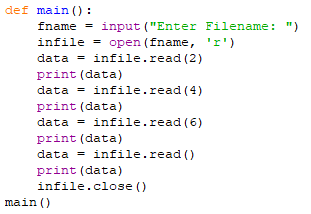 def main():
    fname = input("Enter Filename: ")
    infile = open(fname, 'r')
    data = infile.read(2)
    print(data)
    data = infile.read(4)
    print(data)
    data = infile.read(6)
    print(data)
    data = infile.read()
    print(data)
    infile.close()
main()